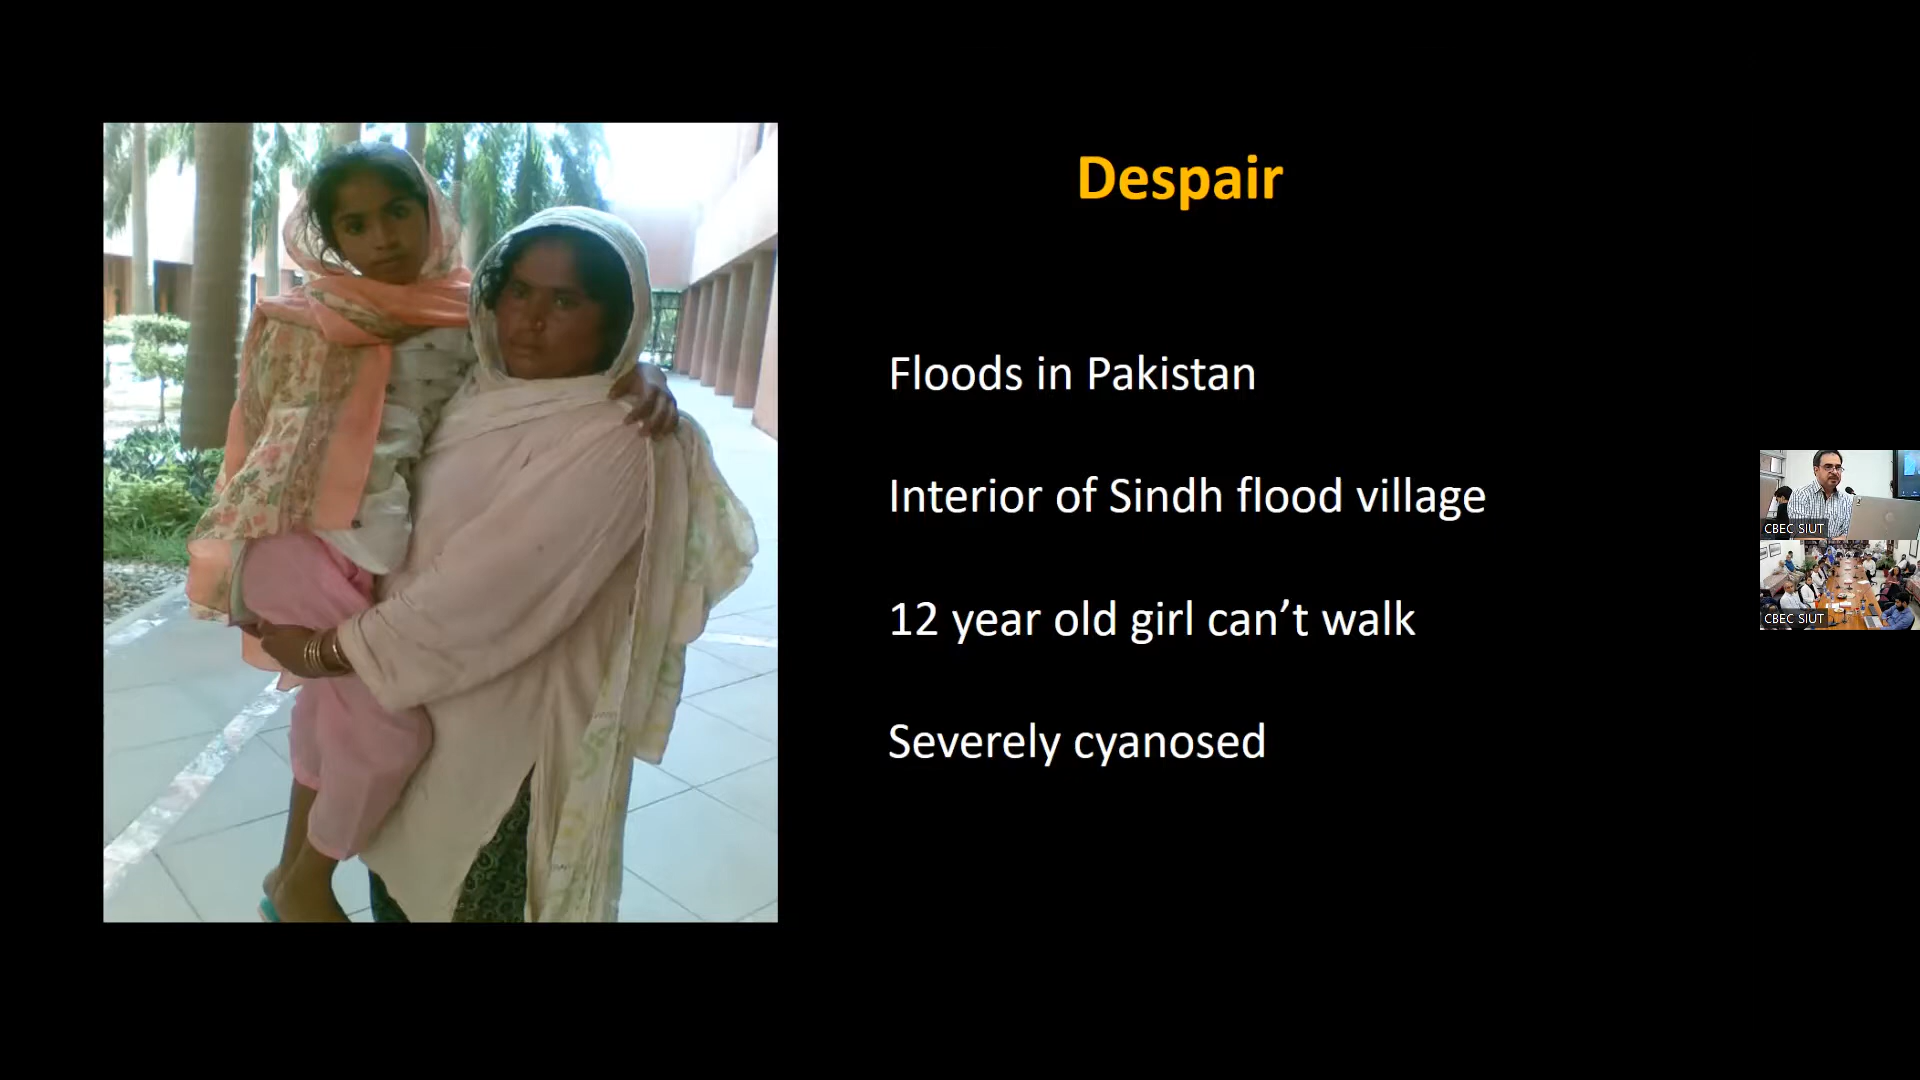 Despair
Floods in Pakistan
Interior of Sindh flood village
12 year old girl can’t walk
Severely cyanosed
CBEC SIUT
CBEC SIUT